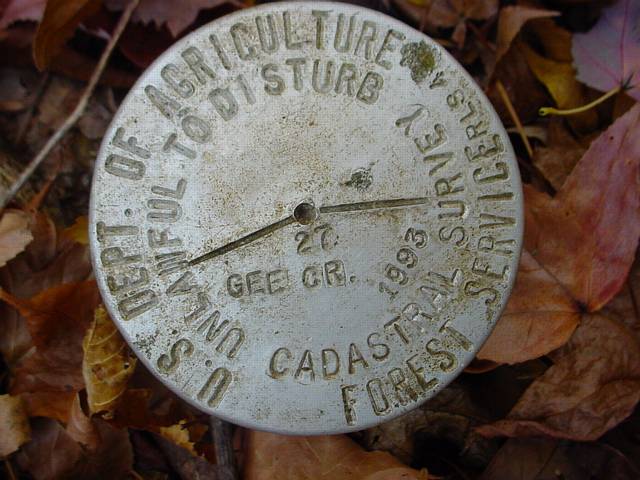 U.S. DEPT. OF AGRICULTURE
FOREST SERVICE
UNLAWFUL TO DISTURB
CADASTRAL SURVEY
27
GEE CR.
1993